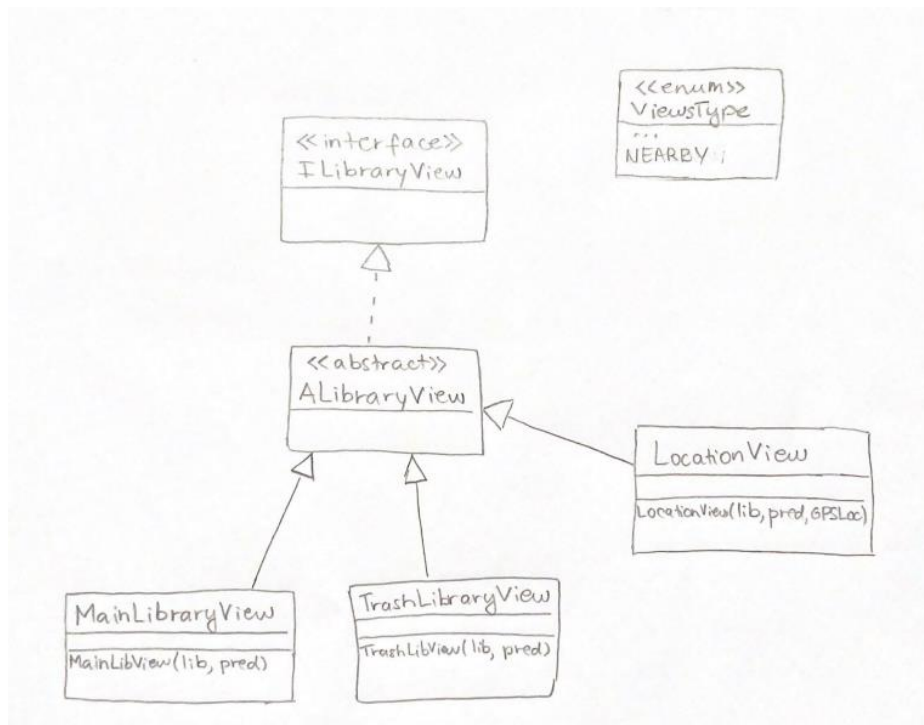 <<enum>>
ViewsType
...
NEARBY ;
<<interface>>
ILibraryView
<<abstract>>
ALibraryView
LocationView
LocationView(lib, pred, GPSLoc)
MainLibraryView
MainLibView(lib, pred)
TrashLibraryView
TrashLibView(lib, pred)